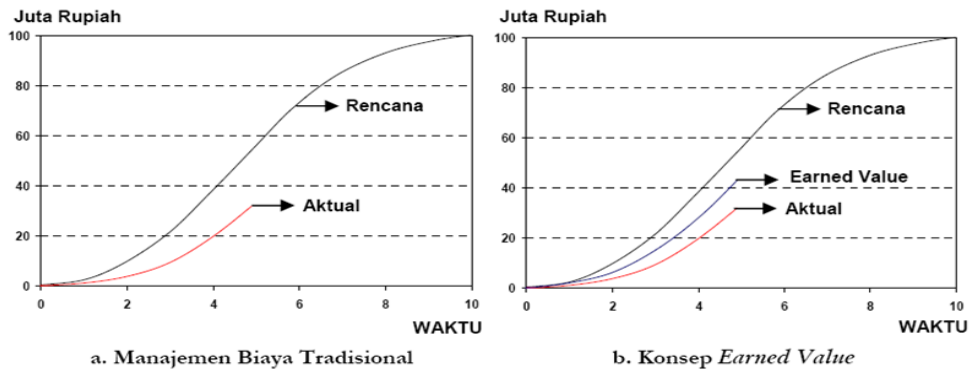 Juta Rupiah
100
80
60
40
20
0
Rencana
Aktual
0 2 4 6 8 10
WAKTU
a. Manajemen Biaya Tradisional
Juta Rupiah
100
80
60
40
20
0
Rencana
Earned Value
Aktual
0 2 4 6 8 10
WAKTU
b. Konsep Earned Value